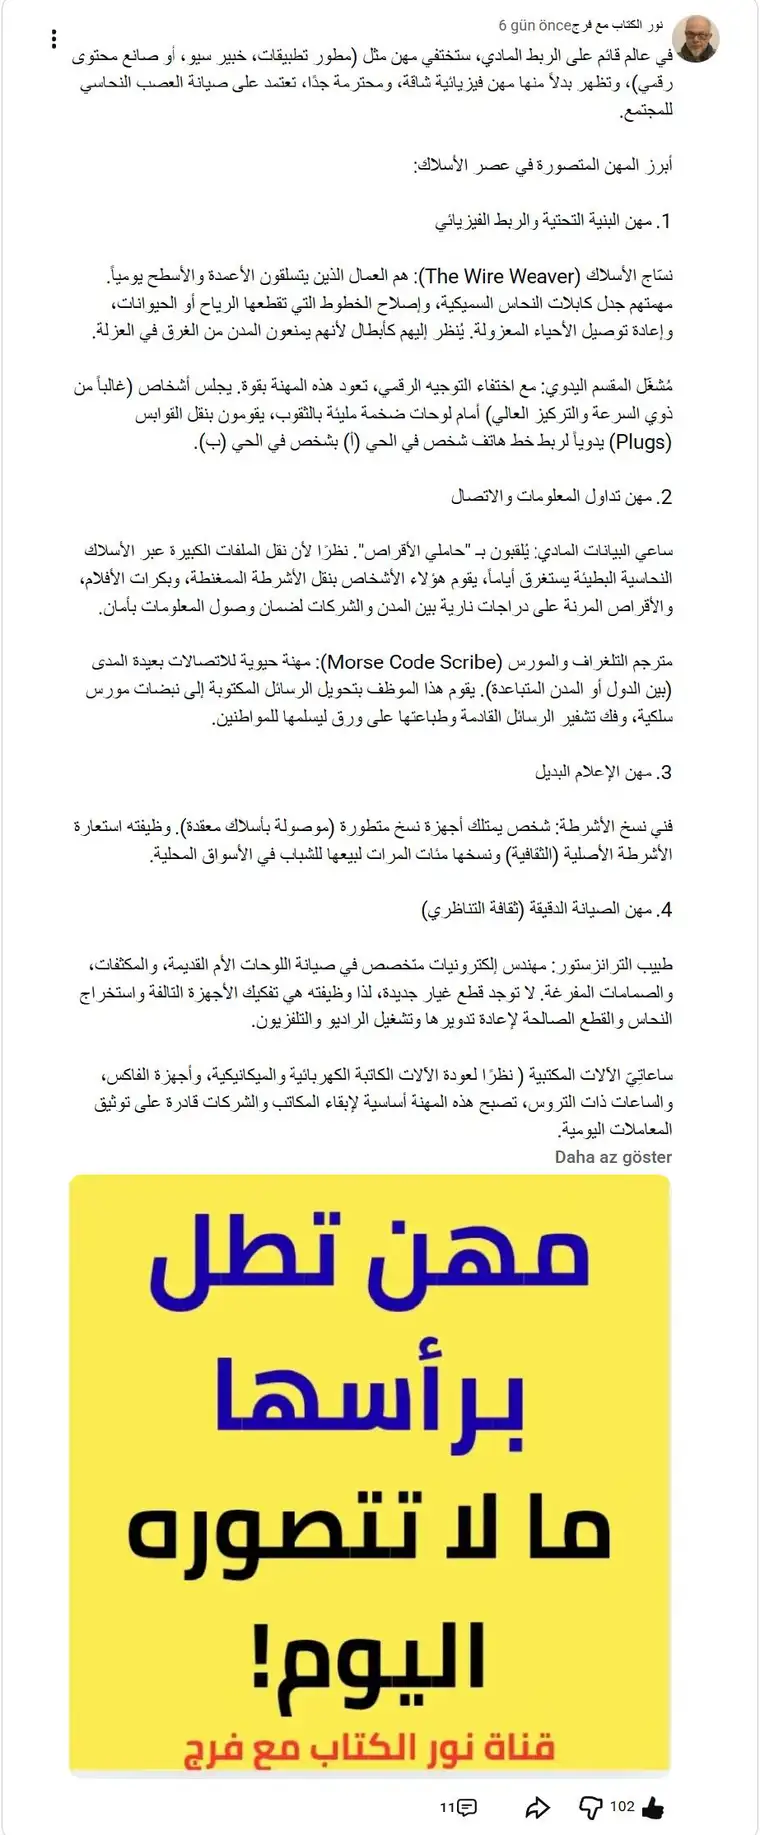 نور الكتاب مع فرج 6 gün önce
في عالم قائم على الربط المادي، ستختفي مهن مثل (مطور تطبيقات، خبير سيو، أو صانع محتوى
رقمي)، وتظهر بدلاً منها مهن فيزيائية شاقة، ومحترمة جدًا، تعتمد على صيانة العصب النحاسي
للمجتمع.
أبرز المهن المتصورة في عصر الأسلاك:
1. مهن البنية التحتية والربط الفيزيائي
نسّاج الأسلاك (The Wire Weaver): هم العمال الذين يتسلقون الأعمدة والأسطح يومياً.
مهمتهم جدل كابلات النحاس السميكية، وإصلاح الخطوط التي تقطعها الرياح أو الحيوانات،
وإعادة توصيل الأحياء المعزولة. يُنظر إليهم كأبطال لأنهم يمنعون المدن من الغرق في العزلة.
مُشغّل المقسم اليدوي: مع اختفاء التوجيه الرقمي، تعود هذه المهنة بقوة. يجلس أشخاص (غالباً من
ذوي السرعة والتركيز العالي) أمام لوحات ضخمة مليئة بالثقوب، يقومون بنقل القوابس
(Plugs) يدوياً لربط خط هاتف شخص في الحي (أ) بشخص في الحي (ب).
2. مهن تداول المعلومات والاتصال
ساعي البيانات المادي: يُلقبون بـ "حاملي الأقراص". نظرًا لأن نقل الملفات الكبيرة عبر الأسلاك
النحاسية البطيئة يستغرق أياماً، يقوم هؤلاء الأشخاص بنقل الأشرطة الممغنطة، وبكرات الأفلام،
والأقراص المرنة على دراجات نارية بين المدن والشركات لضمان وصول المعلومات بأمان.
مترجم التلغراف والمورس (Morse Code Scribe): مهنة حيوية للاتصالات بعيدة المدى
(بين الدول أو المدن المتباعدة). يقوم هذا الموظف بتحويل الرسائل المكتوبة إلى نبضات مورس
سلكية، وفك تشفير الرسائل القادمة وطباعتها على ورق ليسلمها للمواطنين.
3. مهن الإعلام البديل
فني نسخ الأشرطة: شخص يمتلك أجهزة نسخ متطورة (موصولة بأسلاك معقدة). وظيفته استعارة
الأشرطة الأصلية (الثقافية) ونسخها مئات المرات لبيعها للشباب في الأسواق المحلية.
4. مهن الصيانة الدقيقة (ثقافة التناظري)
طبيب الترانزستور: مهندس إلكترونيات متخصص في صيانة اللوحات الأم القديمة، والمكثفات،
والصمامات المفرغة. لا توجد قطع غيار جديدة، لذا وظيفته هي تفكيك الأجهزة التالفة واستخراج
النحاس والقطع الصالحة لإعادة تدويرها وتشغيل الراديو والتلفزيون.
ساعاتِيّ الآلات المكتبية ( نظرًا لعودة الآلات الكاتبة الكهربائية والميكانيكية، وأجهزة الفاكس،
والساعات ذات التروس، تصبح هذه المهنة أساسية لإبقاء المكاتب والشركات قادرة على توثيق
المعاملات اليومية.
Daha az göster
مهن تطل
برأسها
ما لا تتصوره
اليوم!
قناة نور الكتاب مع فرج
102 11